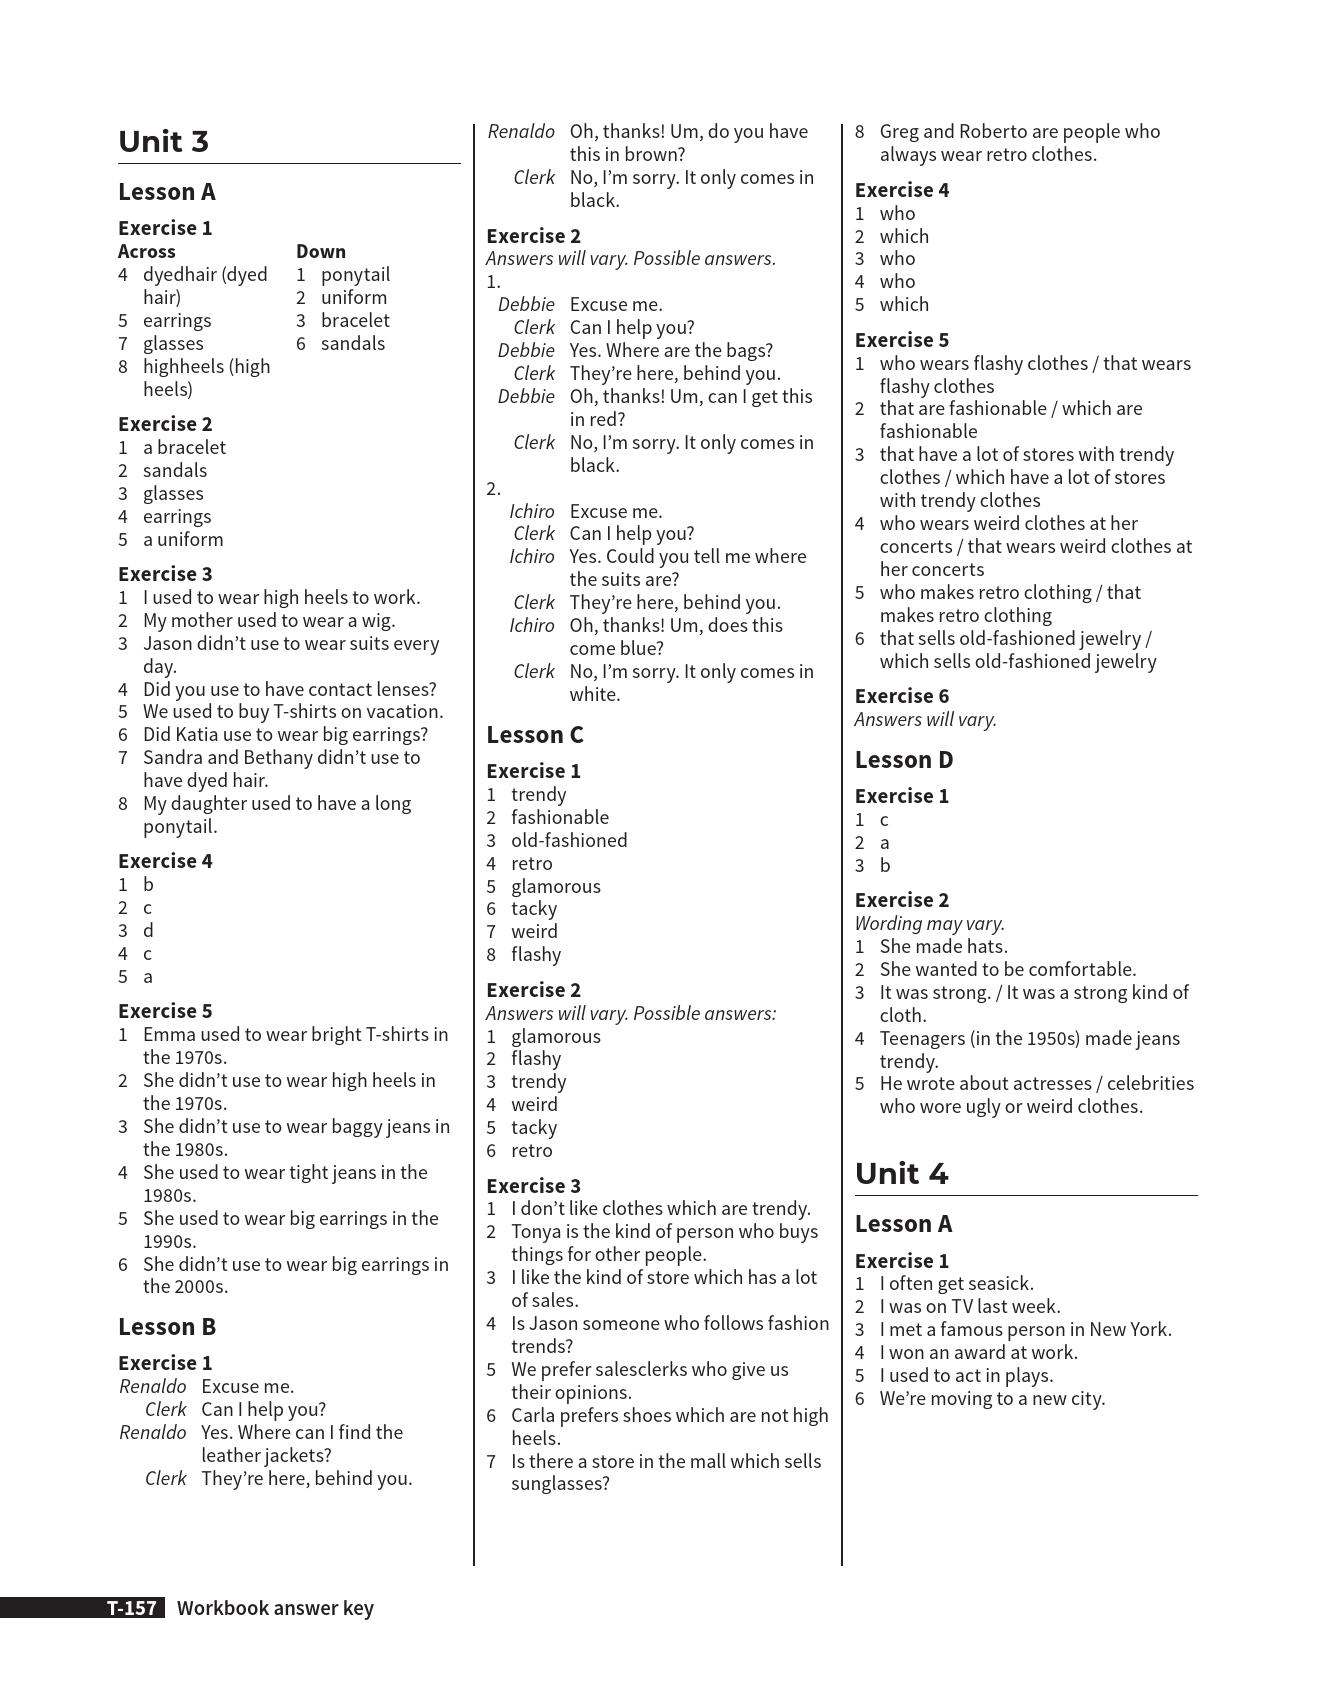 Unit 3
Lesson A
Exercise 1
Across
4 dyedhair (dyed
hair)
5 earrings
7 glasses
8 highheels (high
heels)
Down
1 ponytail
2 uniform
3 bracelet
6 sandals
Exercise 2
1 a bracelet
2 sandals
3 glasses
4 earrings
5 a uniform
Exercise 3
1 I used to wear high heels to work.
2 My mother used to wear a wig.
3 Jason didn’t use to wear suits every
day.
4 Did you use to have contact lenses?
5 We used to buy T-shirts on vacation.
6 Did Katia use to wear big earrings?
7 Sandra and Bethany didn’t use to
have dyed hair.
8 My daughter used to have a long
ponytail.
Exercise 4
1 b
2 c
3 d
4 c
5 a
Exercise 5
1 Emma used to wear bright T-shirts in
the 1970s.
2 She didn’t use to wear high heels in
the 1970s.
3 She didn’t use to wear baggy jeans in
the 1980s.
4 She used to wear tight jeans in the
1980s.
5 She used to wear big earrings in the
1990s.
6 She didn’t use to wear big earrings in
the 2000s.
Lesson B
Exercise 1
Renaldo Excuse me.
Clerk Can I help you?
Renaldo Yes. Where can I find the
leather jackets?
Clerk They’re here, behind you.
Renaldo Oh, thanks! Um, do you have
this in brown?
Clerk No, I’m sorry. It only comes in
black.
Exercise 2
Answers will vary. Possible answers.
1.
Debbie Excuse me.
Clerk Can I help you?
Debbie Yes. Where are the bags?
Clerk They’re here, behind you.
Debbie Oh, thanks! Um, can I get this
in red?
Clerk No, I’m sorry. It only comes in
black.
2.
Ichiro Excuse me.
Clerk Can I help you?
Ichiro Yes. Could you tell me where
the suits are?
Clerk They’re here, behind you.
Ichiro Oh, thanks! Um, does this
come blue?
Clerk No, I’m sorry. It only comes in
white.
Lesson C
Exercise 1
1 trendy
2 fashionable
3 old-fashioned
4 retro
5 glamorous
6 tacky
7 weird
8 flashy
Exercise 2
Answers will vary. Possible answers:
1 glamorous
2 flashy
3 trendy
4 weird
5 tacky
6 retro
Exercise 3
1 I don’t like clothes which are trendy.
2 Tonya is the kind of person who buys
things for other people.
3 I like the kind of store which has a lot
of sales.
4 Is Jason someone who follows fashion
trends?
5 We prefer salesclerks who give us
their opinions.
6 Carla prefers shoes which are not high
heels.
7 Is there a store in the mall which sells
sunglasses?
8 Greg and Roberto are people who
always wear retro clothes.
Exercise 4
1 who
2 which
3 who
4 who
5 which
Exercise 5
1 who wears flashy clothes / that wears
flashy clothes
2 that are fashionable / which are
fashionable
3 that have a lot of stores with trendy
clothes / which have a lot of stores
with trendy clothes
4 who wears weird clothes at her
concerts / that wears weird clothes at
her concerts
5 who makes retro clothing / that
makes retro clothing
6 that sells old-fashioned jewelry /
which sells old-fashioned jewelry
Exercise 6
Answers will vary.
Lesson D
Exercise 1
1 c
2 a
3 b
Exercise 2
Wording may vary.
1 She made hats.
2 She wanted to be comfortable.
3 It was strong. / It was a strong kind of
cloth.
4 Teenagers (in the 1950s) made jeans
trendy.
5 He wrote about actresses / celebrities
who wore ugly or weird clothes.
Unit 4
Lesson A
Exercise 1
1 I often get seasick.
2 I was on TV last week.
3 I met a famous person in New York.
4 I won an award at work.
5 I used to act in plays.
6 We’re moving to a new city.
T-157 Workbook answer key